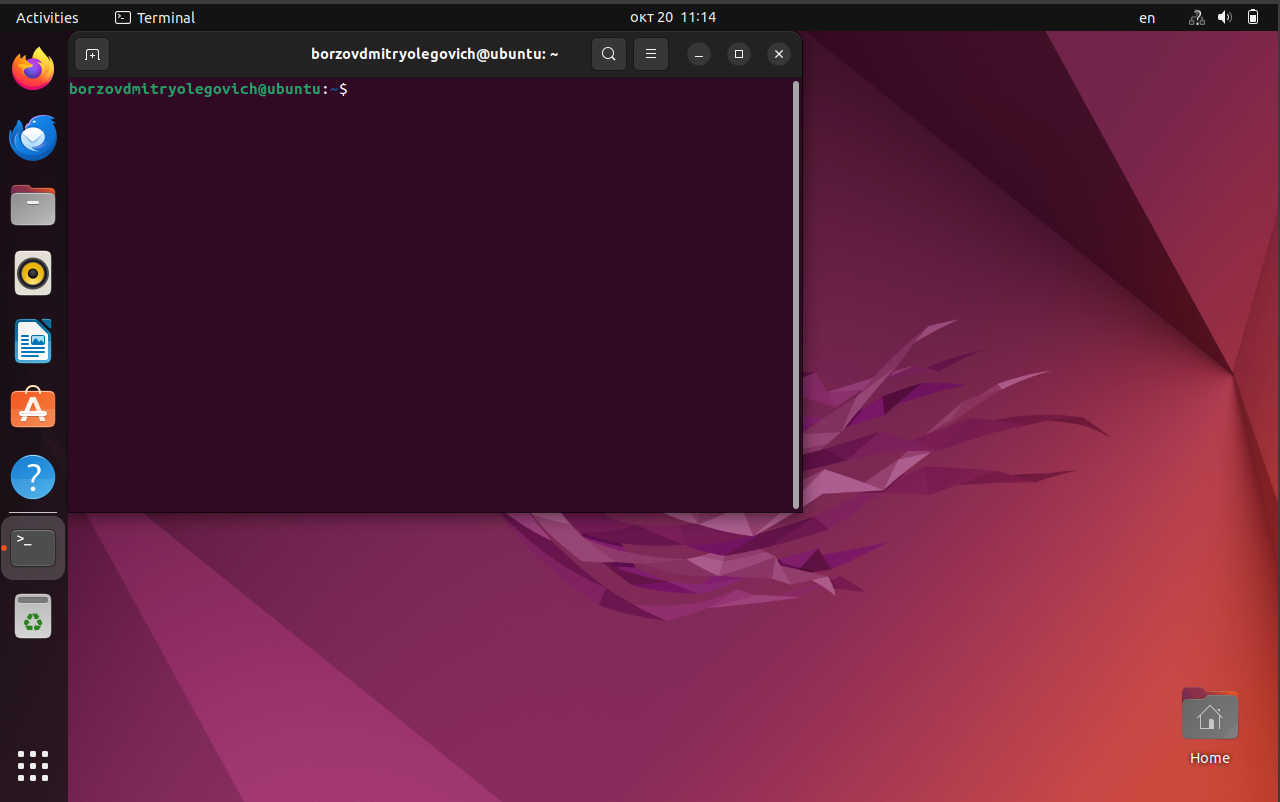 Activities
Terminal
окт 20 11:14
en
borzovdmitryolegovich@ubuntu: ~
borzovdmitryolegovich@ubuntu:~$
Home